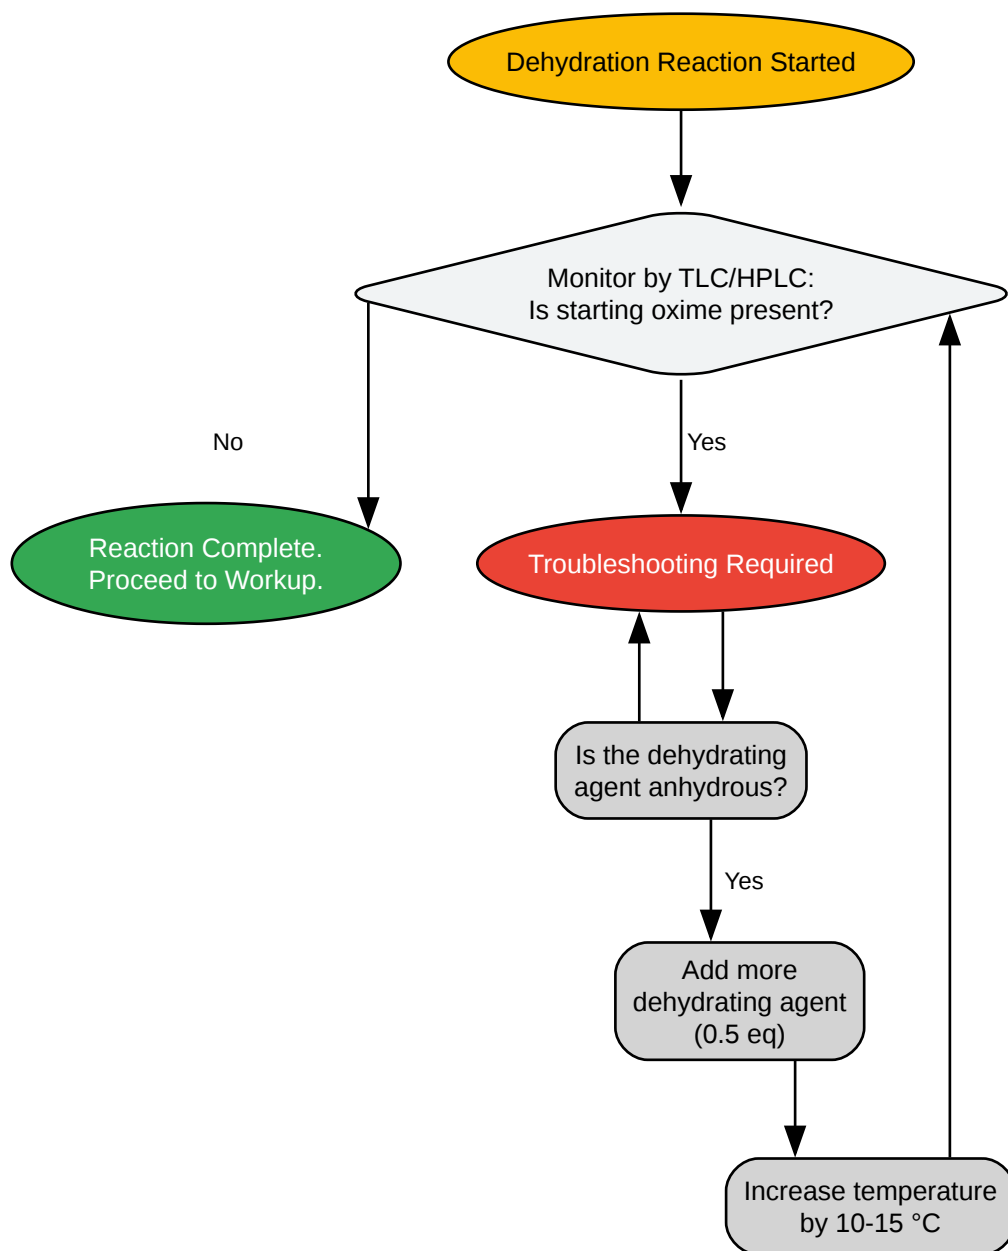 Dehydration Reaction Started
Monitor by TLC/HPLC:
Is starting oxime present?
No
Yes
Reaction Complete.
Proceed to Workup.
Troubleshooting Required
Is the dehydrating
agent anhydrous?
Yes
Add more
dehydrating agent
(0.5 eq)
Increase temperature
by 10-15 °C